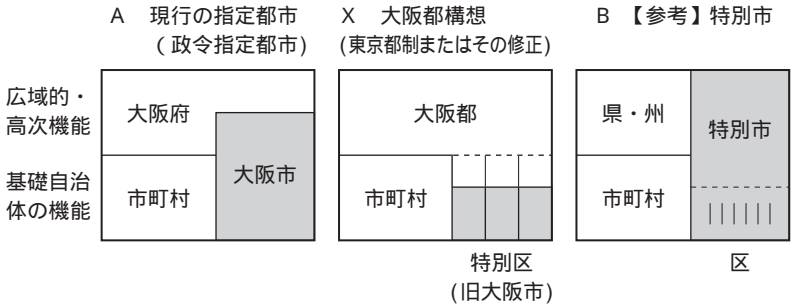 A 現行の指定都市
(政令指定都市)
X 大阪都構想
(東京都制またはその修正)
B 【参考】特別市
広域的・
高次機能
基礎自治
体の機能
大阪府
市町村
大阪市
大阪都
市町村
特別区
(旧大阪市)
県・州
市町村
特別市
区